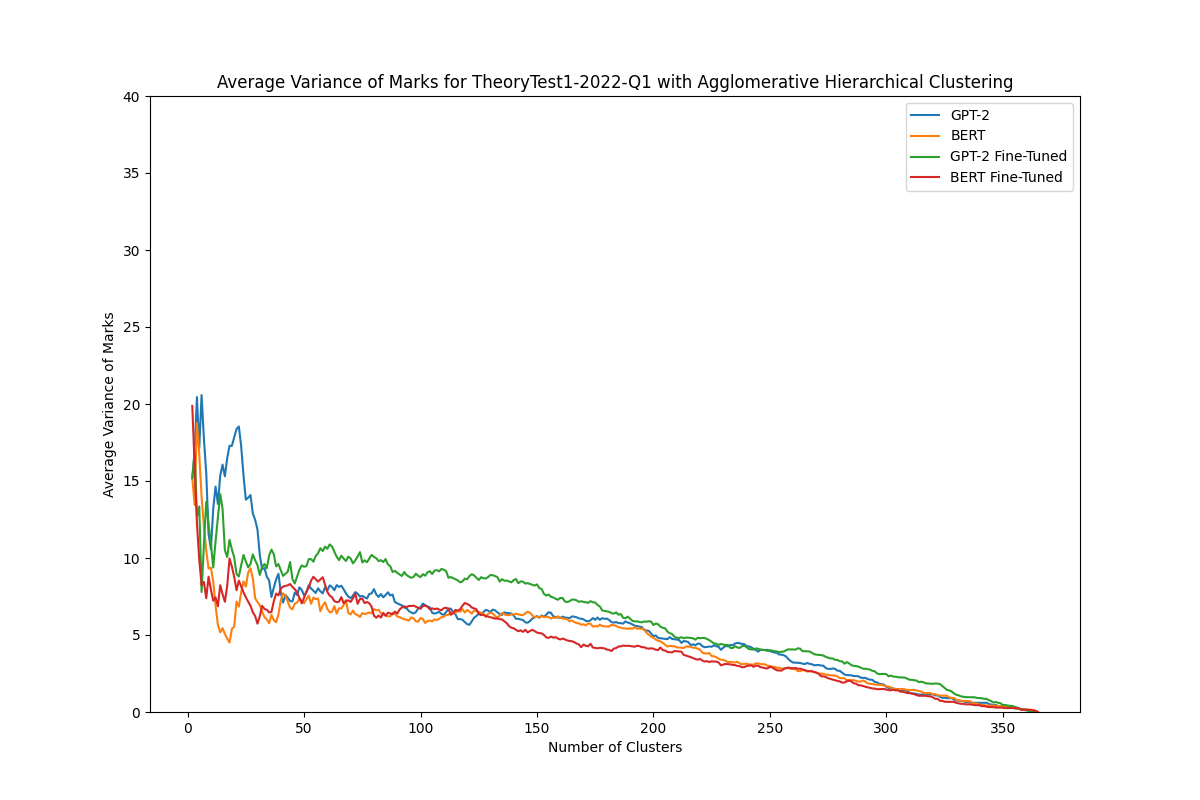 Average Variance of Marks for TheoryTest1-2022-Q1 with Agglomerative Hierarchical Clustering
40
35
30
25
20
15
10
5
0
Average Variance of Marks
GPT-2
BERT
GPT-2 Fine-Tuned
BERT Fine-Tuned
0 50 100 150 200 250 300 350
Number of Clusters